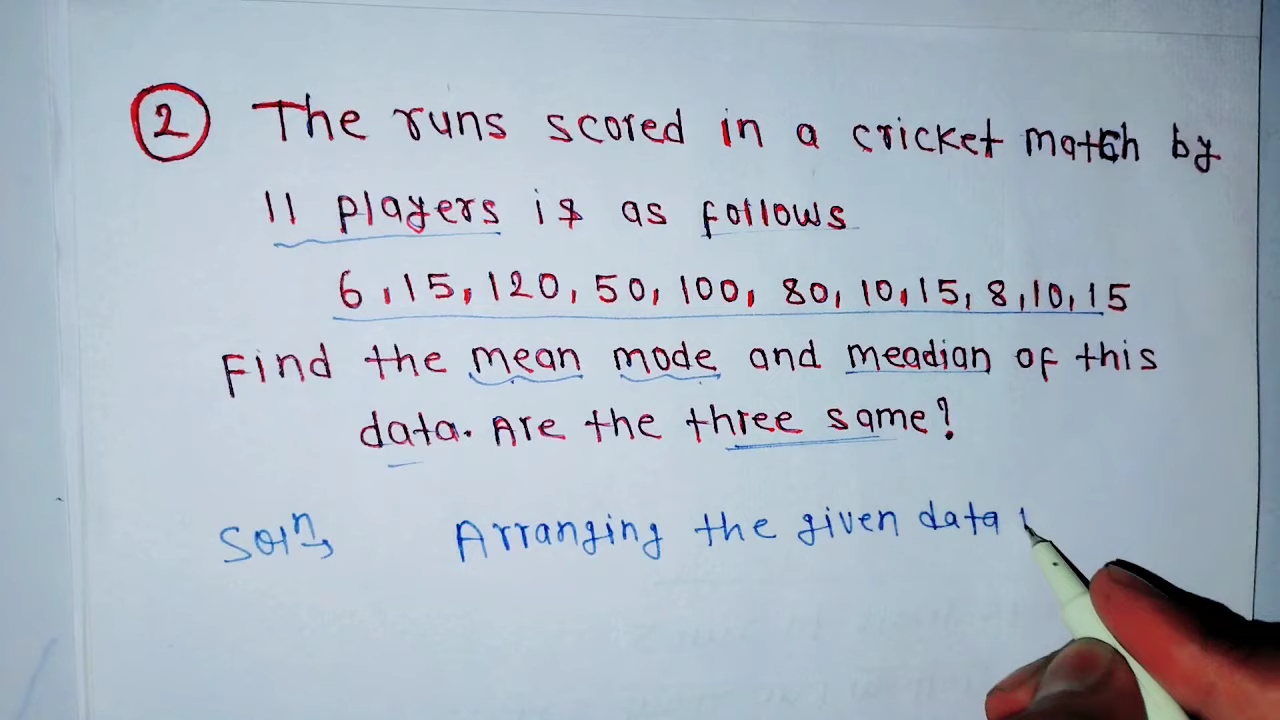 2 The runs scored in a cricket match by
11 players is as follows
6, 15, 120, 50, 100, 80, 10, 15, 8, 10, 15
Find the mean mode and meadian of this
data. Are the three same?
Solⁿ→ Arranging the given data